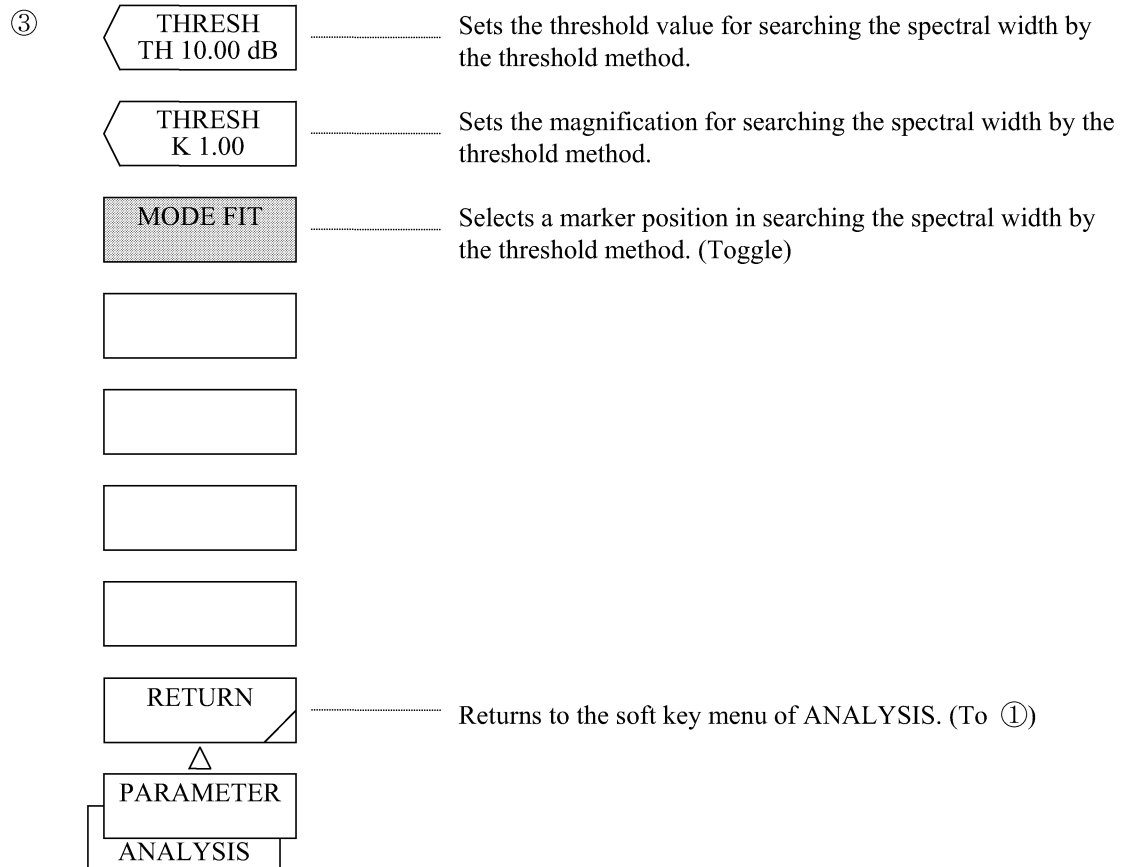 ③
THRESH
TH 10.00 dB
Sets the threshold value for searching the spectral width by
the threshold method.
THRESH
K 1.00
Sets the magnification for searching the spectral width by the
threshold method.
MODE FIT
Selects a marker position in searching the spectral width by
the threshold method. (Toggle)
RETURN
Returns to the soft key menu of ANALYSIS. (To ①)
PARAMETER
ANALYSIS